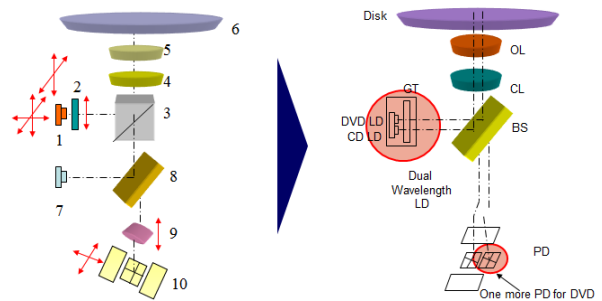 6
5
4
2
3
1
7
8
9
10
Disk
OL
CL
GT
DVD LD
CD LD
BS
Dual
Wavelength
LD
PD
One more PD for DVD